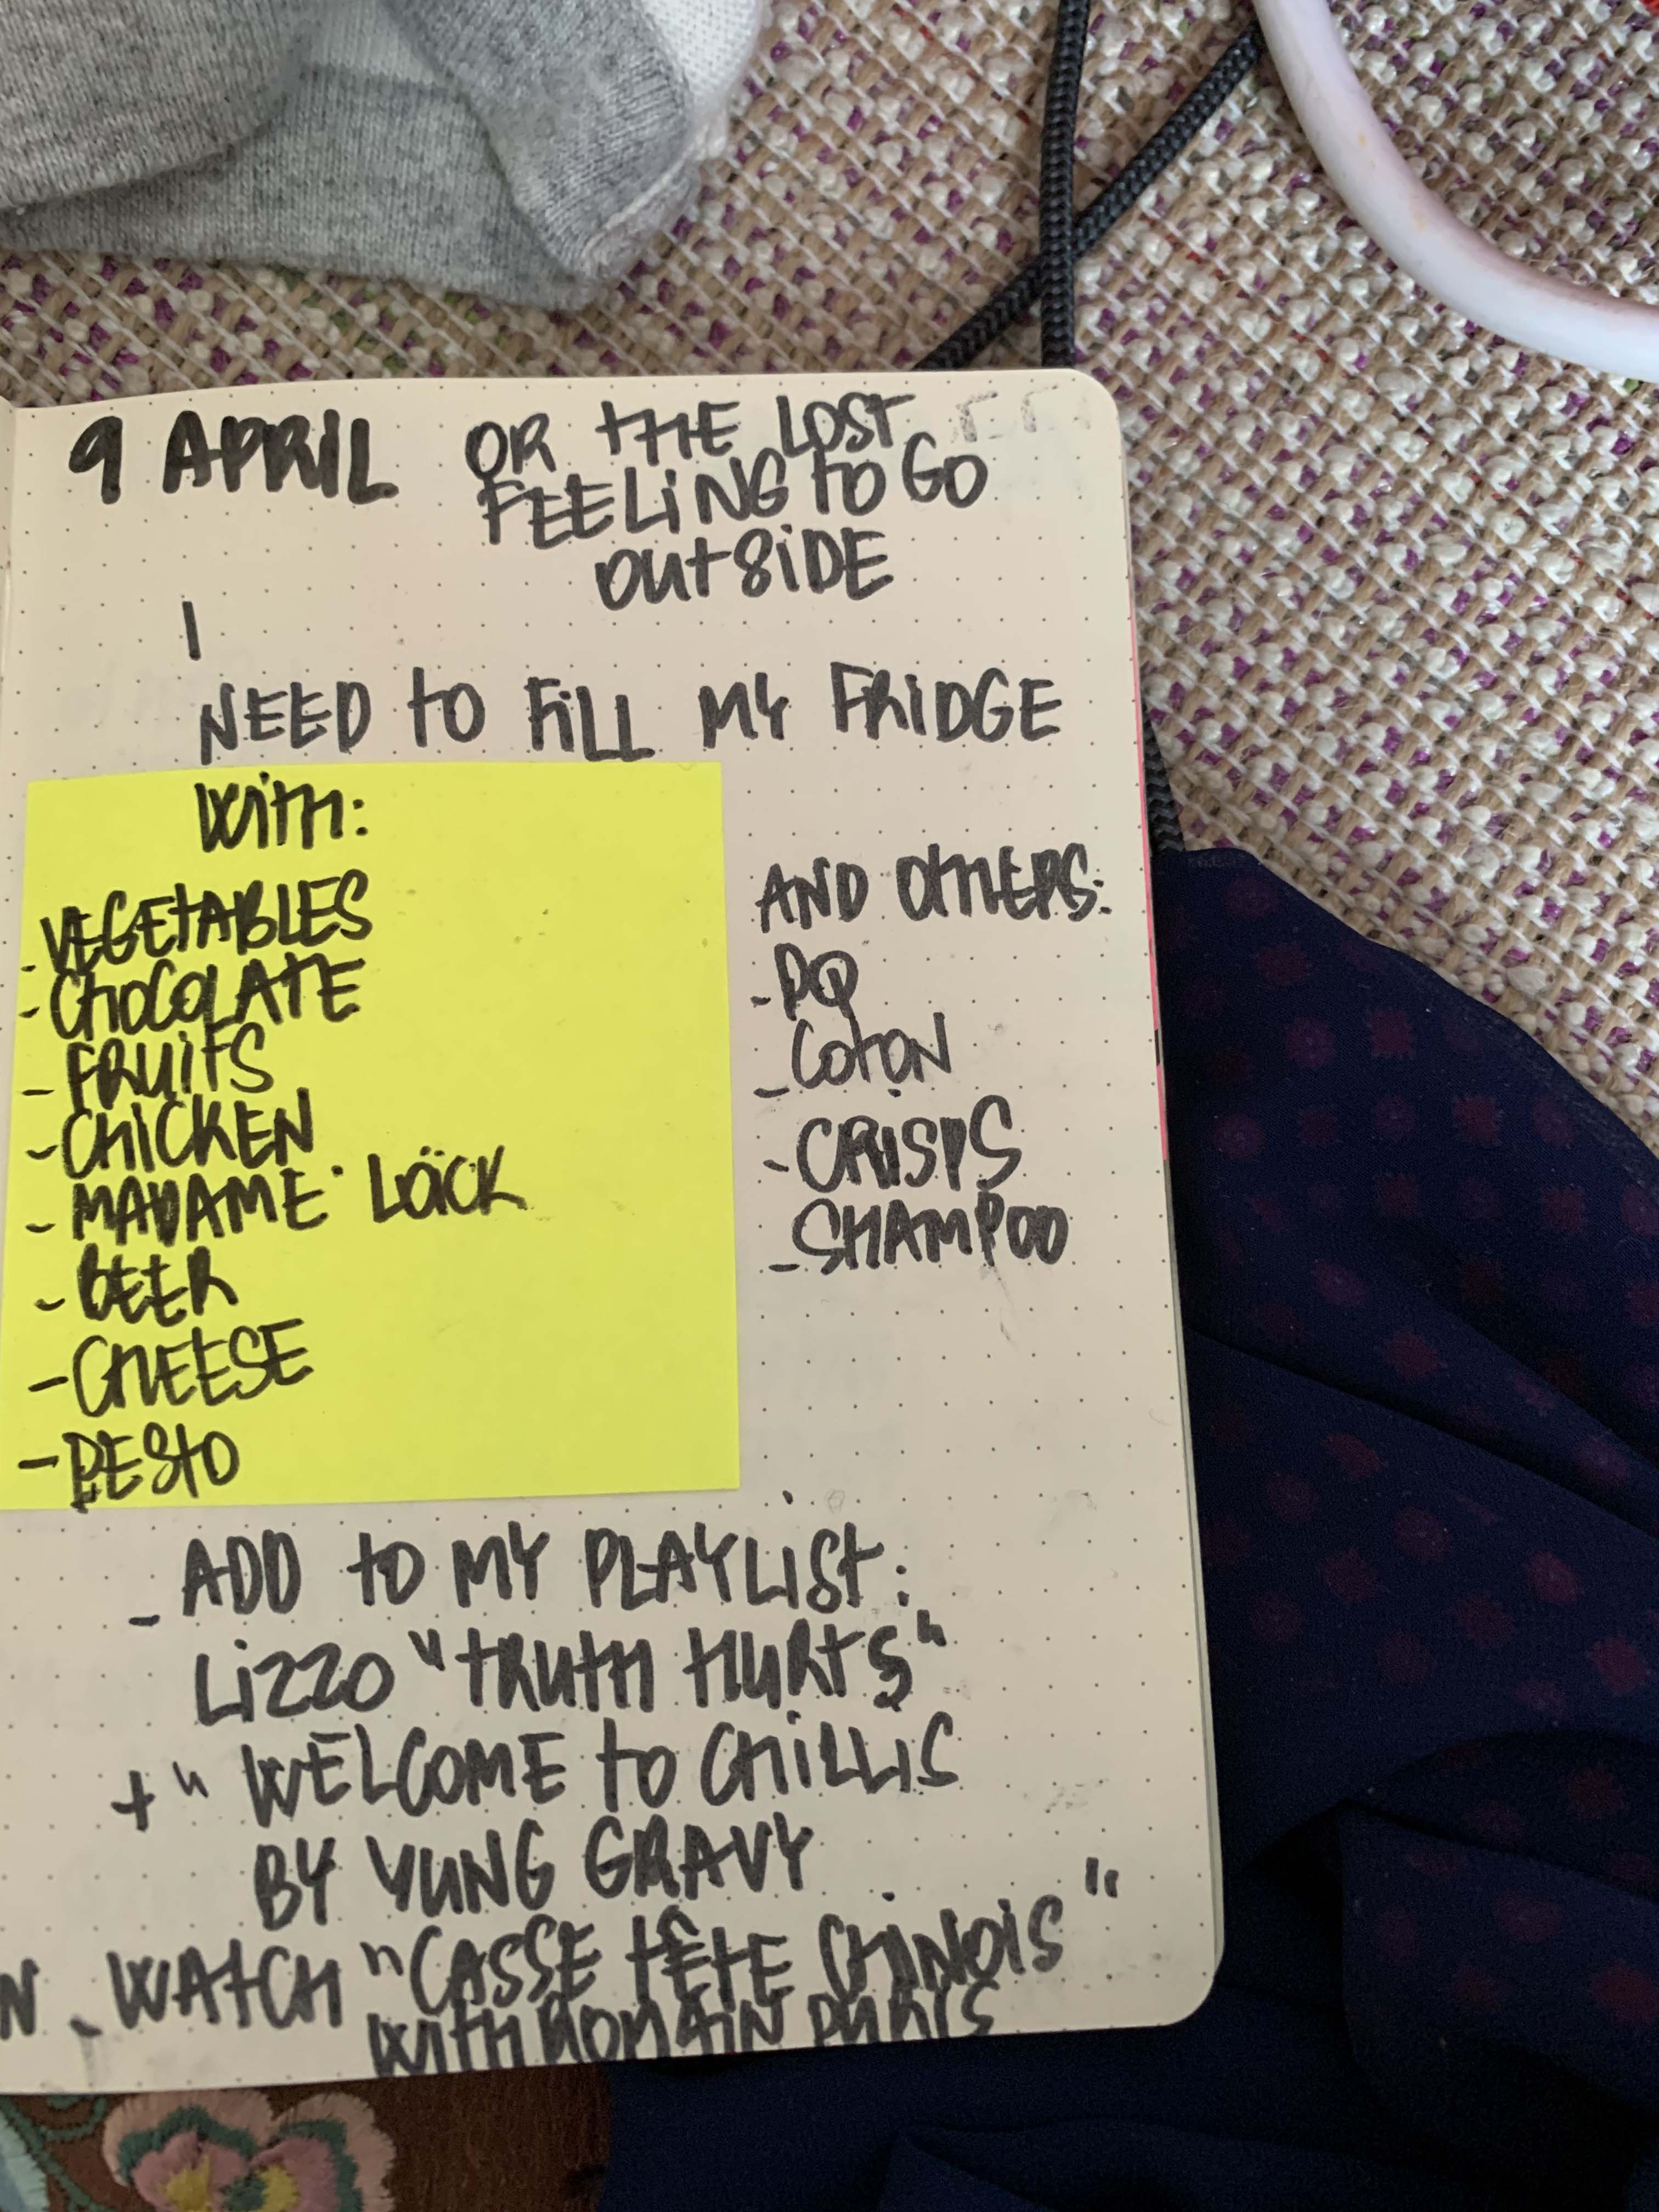 9 APRIL
OR THE LOST
FEELING TO GO
OUTSIDE
I
NEED TO FILL MY FRIDGE
WITH:
- VEGETABLES
- CHOCOLATE
- FRUITS
- CHICKEN
- MADAME LÖCK
- BEER
- CHEESE
- PESTO
AND OTHERS:
- PQ
- COTON
- CRISPS
- SHAMPOO
- ADD TO MY PLAYLIST:
LIZZO "TRUTH HURTS"
+ " WELCOME TO CHILLIS
BY YUNG GRAVY
- WATCH "CASSE TÊTE CHINOIS"
WITH ROMAIN DURIS